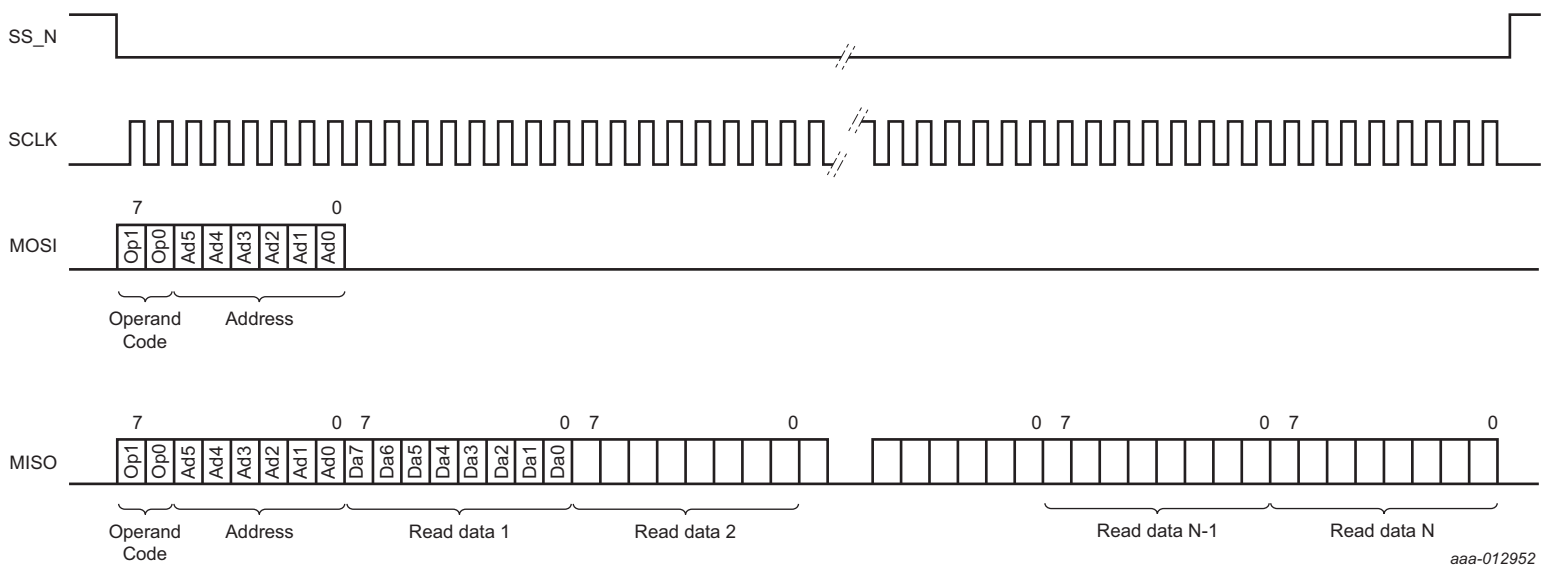 SS_N
SCLK
7 0
MOSI Op1 Op0 Ad5 Ad4 Ad3 Ad2 Ad1 Ad0
Operand
Code
Address
7 0 7 0 7 0 0 7 0 7 0
MISO Op1 Op0 Ad5 Ad4 Ad3 Ad2 Ad1 Ad0 Da7 Da6 Da5 Da4 Da3 Da2 Da1 Da0
Operand
Code
Address
Read data 1
Read data 2
Read data N-1
Read data N
aaa-012952